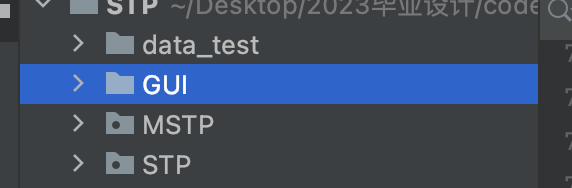 STP ~/Desktop/2023毕业设计/code
data_test
GUI
MSTP
STP